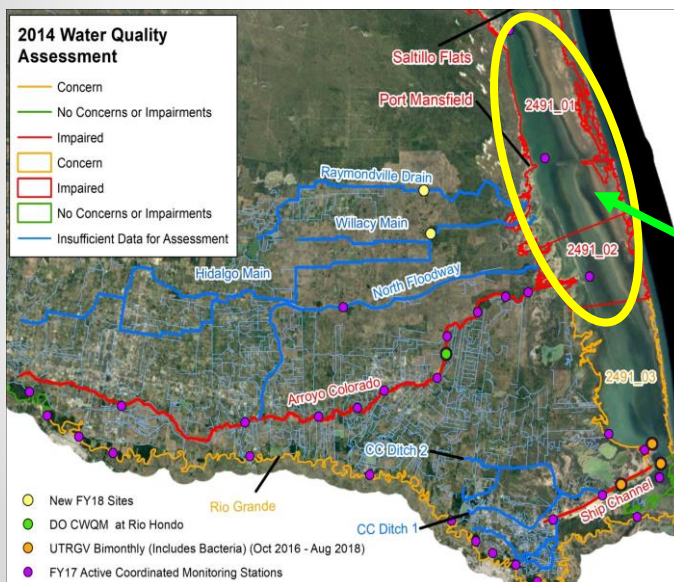 2014 Water Quality
Assessment
Concern
No Concerns or Impairments
Impaired
Concern
Impaired
No Concerns or Impairments
Insufficient Data for Assessment
Saltillo Flats
Port Mansfield
2491_01
Raymondville Drain
Willacy Main
2491_02
Hidalgo Main
North Floodway
2491_03
Arroyo Colorado
CC Ditch 2
Rio Grande
Ship Channel
CC Ditch 1
New FY18 Sites
DO CWQM at Rio Hondo
UTRGV Bimonthly (Includes Bacteria) (Oct 2016 - Aug 2018)
FY17 Active Coordinated Monitoring Stations